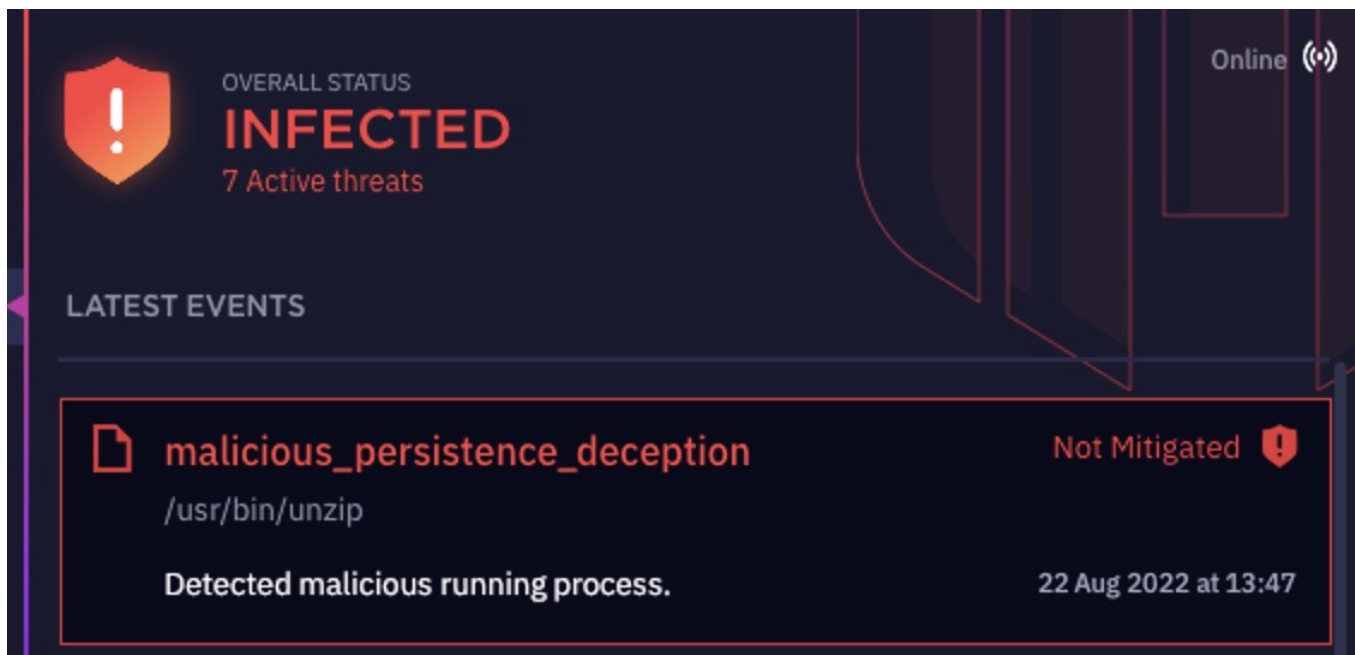 Online
OVERALL STATUS
INFECTED
7 Active threats
LATEST EVENTS
malicious_persistence_deception
Not Mitigated
/usr/bin/unzip
Detected malicious running process.
22 Aug 2022 at 13:47